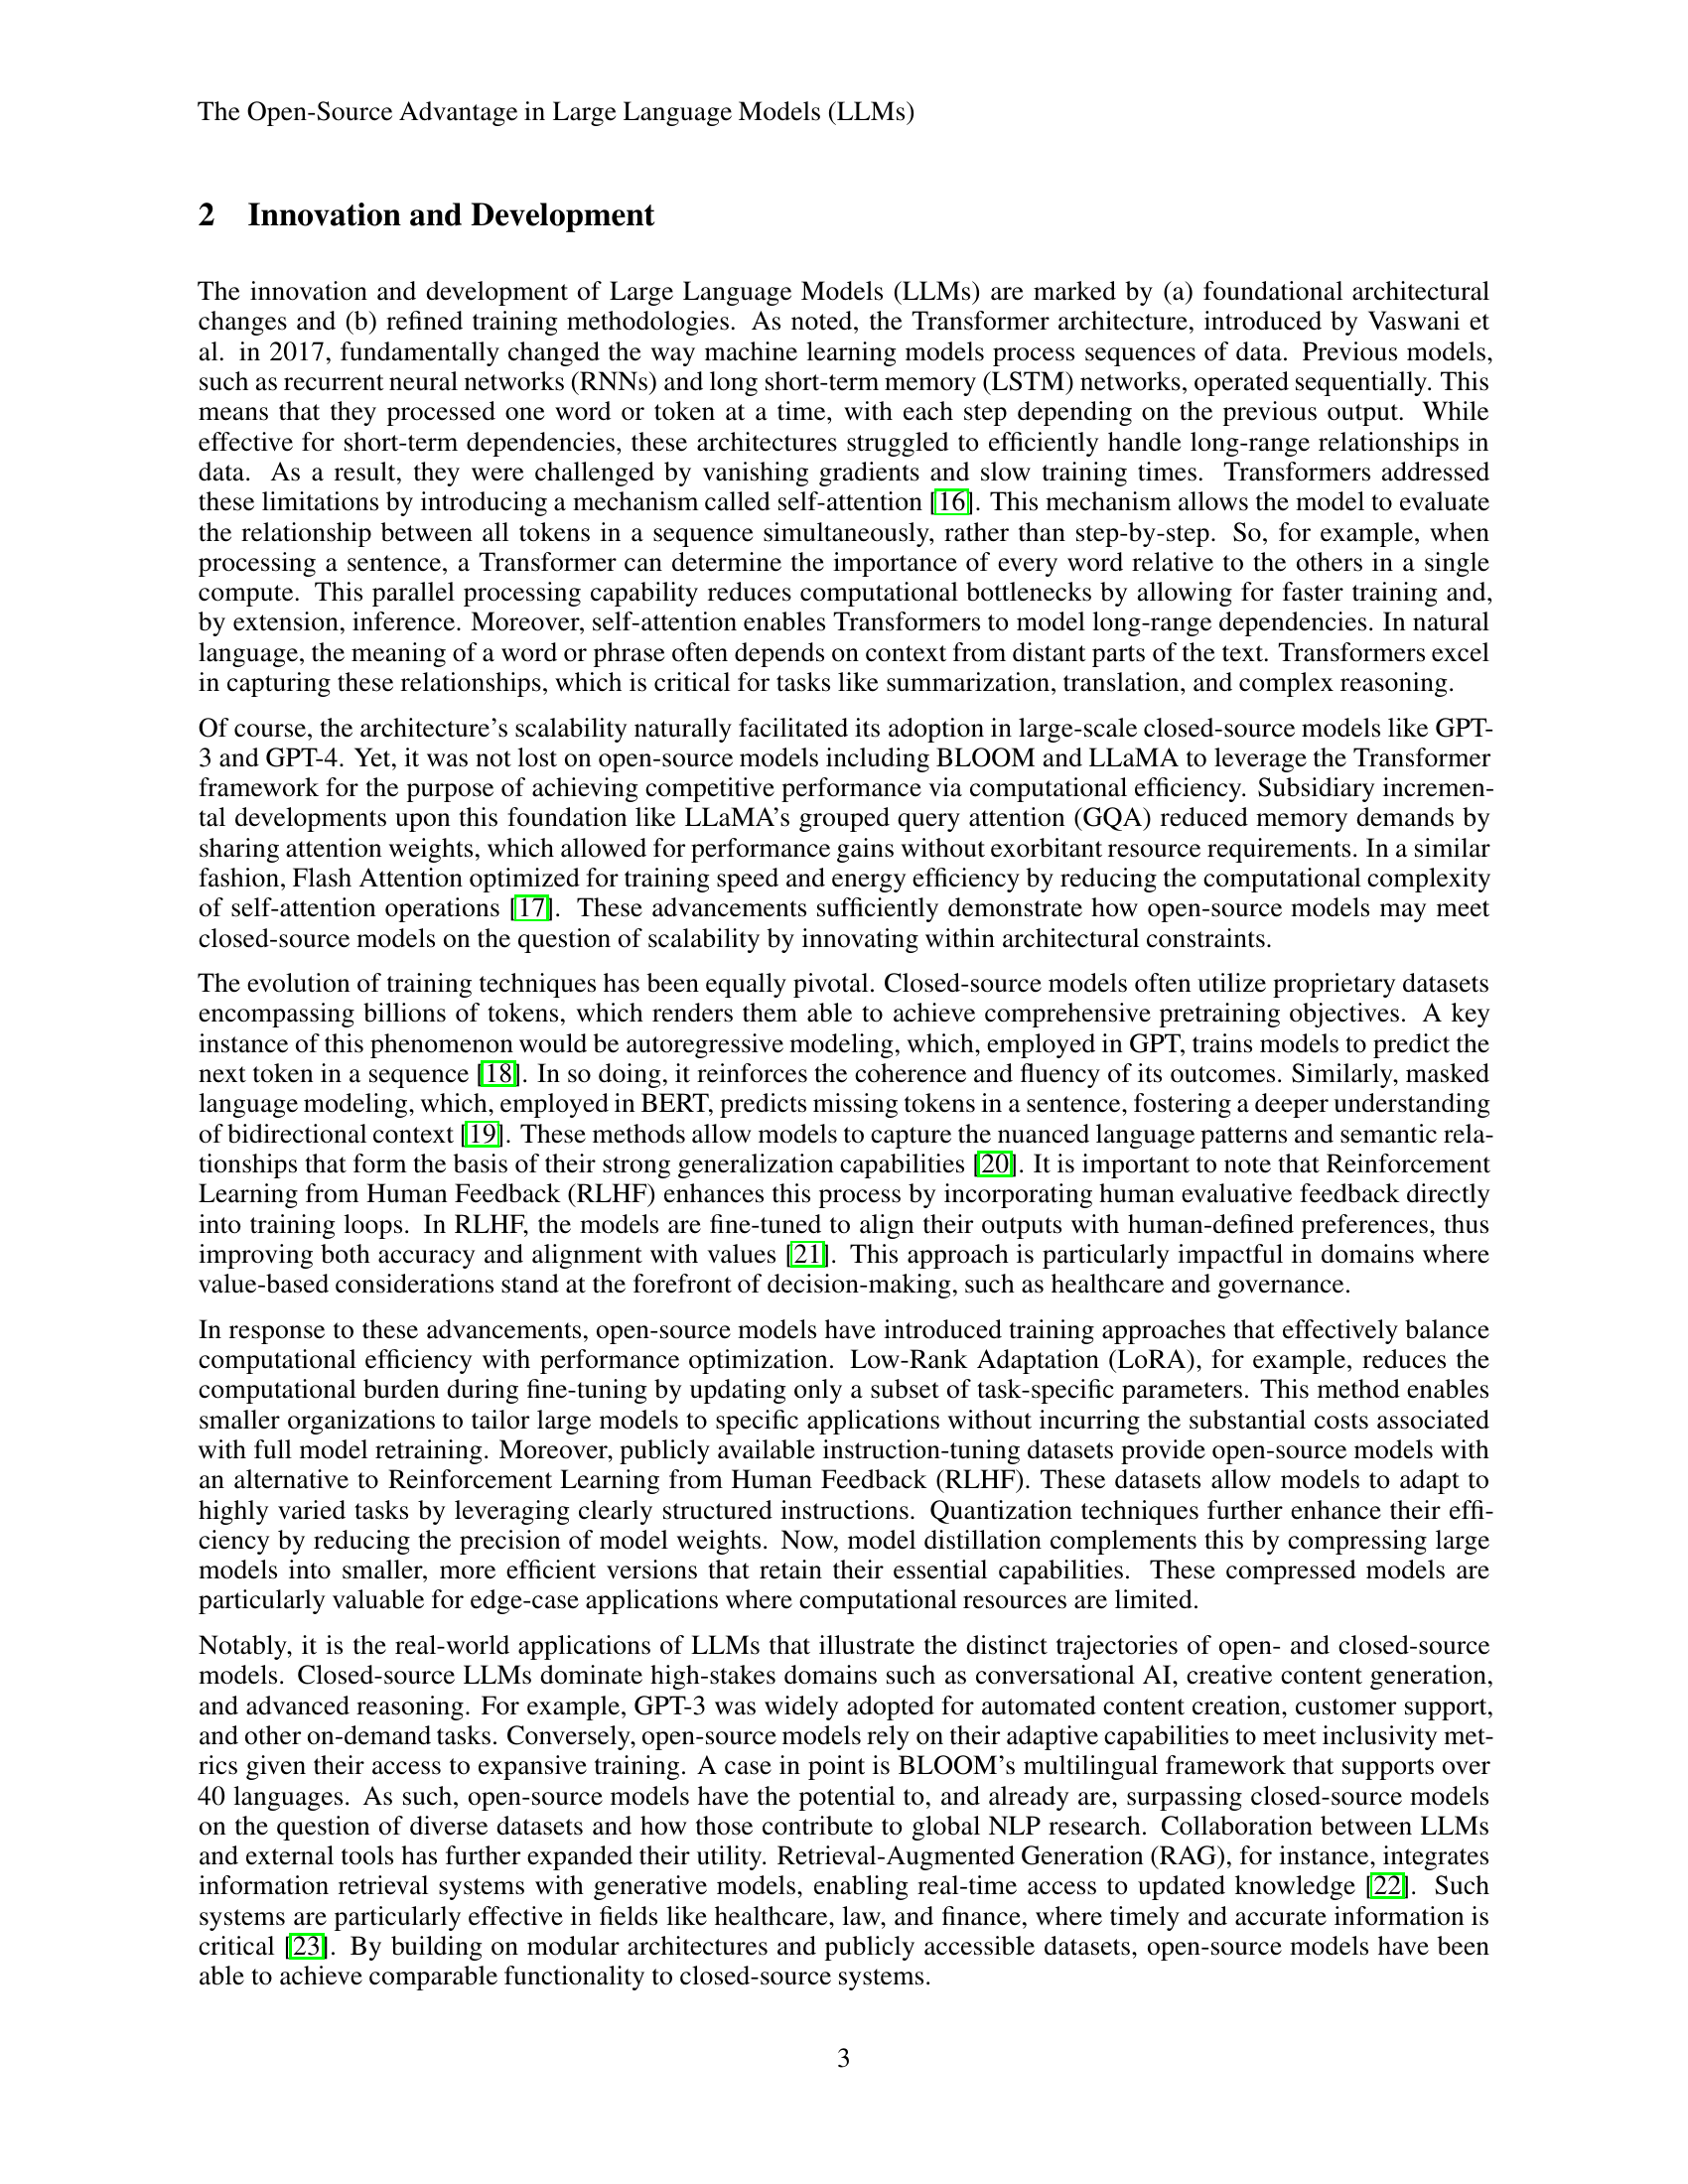 The Open-Source Advantage in Large Language Models (LLMs)
2 Innovation and Development
The innovation and development of Large Language Models (LLMs) are marked by (a) foundational architectural
changes and (b) refined training methodologies. As noted, the Transformer architecture, introduced by Vaswani et
al. in 2017, fundamentally changed the way machine learning models process sequences of data. Previous models,
such as recurrent neural networks (RNNs) and long short-term memory (LSTM) networks, operated sequentially. This
means that they processed one word or token at a time, with each step depending on the previous output. While
effective for short-term dependencies, these architectures struggled to efficiently handle long-range relationships in
data. As a result, they were challenged by vanishing gradients and slow training times. Transformers addressed
these limitations by introducing a mechanism called self-attention [16]. This mechanism allows the model to evaluate
the relationship between all tokens in a sequence simultaneously, rather than step-by-step. So, for example, when
processing a sentence, a Transformer can determine the importance of every word relative to the others in a single
compute. This parallel processing capability reduces computational bottlenecks by allowing for faster training and,
by extension, inference. Moreover, self-attention enables Transformers to model long-range dependencies. In natural
language, the meaning of a word or phrase often depends on context from distant parts of the text. Transformers excel
in capturing these relationships, which is critical for tasks like summarization, translation, and complex reasoning.
Of course, the architecture's scalability naturally facilitated its adoption in large-scale closed-source models like GPT-
3 and GPT-4. Yet, it was not lost on open-source models including BLOOM and LLaMA to leverage the Transformer
framework for the purpose of achieving competitive performance via computational efficiency. Subsidiary incremen-
tal developments upon this foundation like LLaMA's grouped query attention (GQA) reduced memory demands by
sharing attention weights, which allowed for performance gains without exorbitant resource requirements. In a similar
fashion, Flash Attention optimized for training speed and energy efficiency by reducing the computational complexity
of self-attention operations [17]. These advancements sufficiently demonstrate how open-source models may meet
closed-source models on the question of scalability by innovating within architectural constraints.
The evolution of training techniques has been equally pivotal. Closed-source models often utilize proprietary datasets
encompassing billions of tokens, which renders them able to achieve comprehensive pretraining objectives. A key
instance of this phenomenon would be autoregressive modeling, which, employed in GPT, trains models to predict the
next token in a sequence [18]. In so doing, it reinforces the coherence and fluency of its outcomes. Similarly, masked
language modeling, which, employed in BERT, predicts missing tokens in a sentence, fostering a deeper understanding
of bidirectional context [19]. These methods allow models to capture the nuanced language patterns and semantic rela-
tionships that form the basis of their strong generalization capabilities [20]. It is important to note that Reinforcement
Learning from Human Feedback (RLHF) enhances this process by incorporating human evaluative feedback directly
into training loops. In RLHF, the models are fine-tuned to align their outputs with human-defined preferences, thus
improving both accuracy and alignment with values [21]. This approach is particularly impactful in domains where
value-based considerations stand at the forefront of decision-making, such as healthcare and governance.
In response to these advancements, open-source models have introduced training approaches that effectively balance
computational efficiency with performance optimization. Low-Rank Adaptation (LoRA), for example, reduces the
computational burden during fine-tuning by updating only a subset of task-specific parameters. This method enables
smaller organizations to tailor large models to specific applications without incurring the substantial costs associated
with full model retraining. Moreover, publicly available instruction-tuning datasets provide open-source models with
an alternative to Reinforcement Learning from Human Feedback (RLHF). These datasets allow models to adapt to
highly varied tasks by leveraging clearly structured instructions. Quantization techniques further enhance their effi-
ciency by reducing the precision of model weights. Now, model distillation complements this by compressing large
models into smaller, more efficient versions that retain their essential capabilities. These compressed models are
particularly valuable for edge-case applications where computational resources are limited.
Notably, it is the real-world applications of LLMs that illustrate the distinct trajectories of open- and closed-source
models. Closed-source LLMs dominate high-stakes domains such as conversational AI, creative content generation,
and advanced reasoning. For example, GPT-3 was widely adopted for automated content creation, customer support,
and other on-demand tasks. Conversely, open-source models rely on their adaptive capabilities to meet inclusivity met-
rics given their access to expansive training. A case in point is BLOOM's multilingual framework that supports over
40 languages. As such, open-source models have the potential to, and already are, surpassing closed-source models
on the question of diverse datasets and how those contribute to global NLP research. Collaboration between LLMs
and external tools has further expanded their utility. Retrieval-Augmented Generation (RAG), for instance, integrates
information retrieval systems with generative models, enabling real-time access to updated knowledge [22]. Such
systems are particularly effective in fields like healthcare, law, and finance, where timely and accurate information is
critical [23]. By building on modular architectures and publicly accessible datasets, open-source models have been
able to achieve comparable functionality to closed-source systems.
3